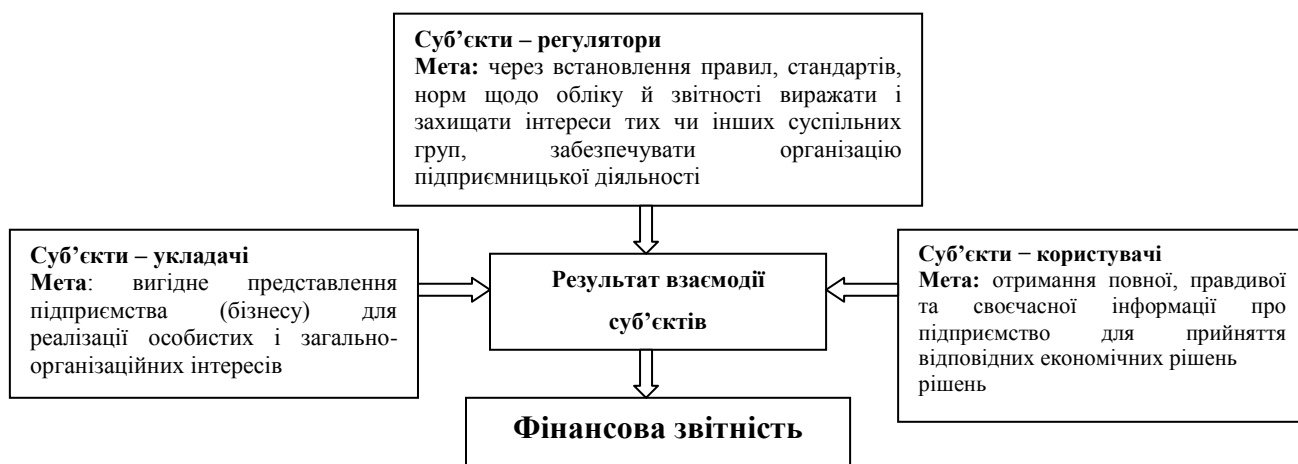 Суб’єкти – регулятори
Мета: через встановлення правил, стандартів,
норм щодо обліку й звітності виражати і
захищати інтереси тих чи інших суспільних
груп, забезпечувати організацію
підприємницької діяльності
Суб’єкти – укладачі
Мета: вигідне представлення
підприємства (бізнесу) для
реалізації особистих і загально-
організаційних інтересів
Результат взаємодії
суб’єктів
Суб’єкти – користувачі
Мета: отримання повної, правдивої
та своєчасної інформації про
підприємство для прийняття
відповідних економічних рішень
рішень
Фінансова звітність